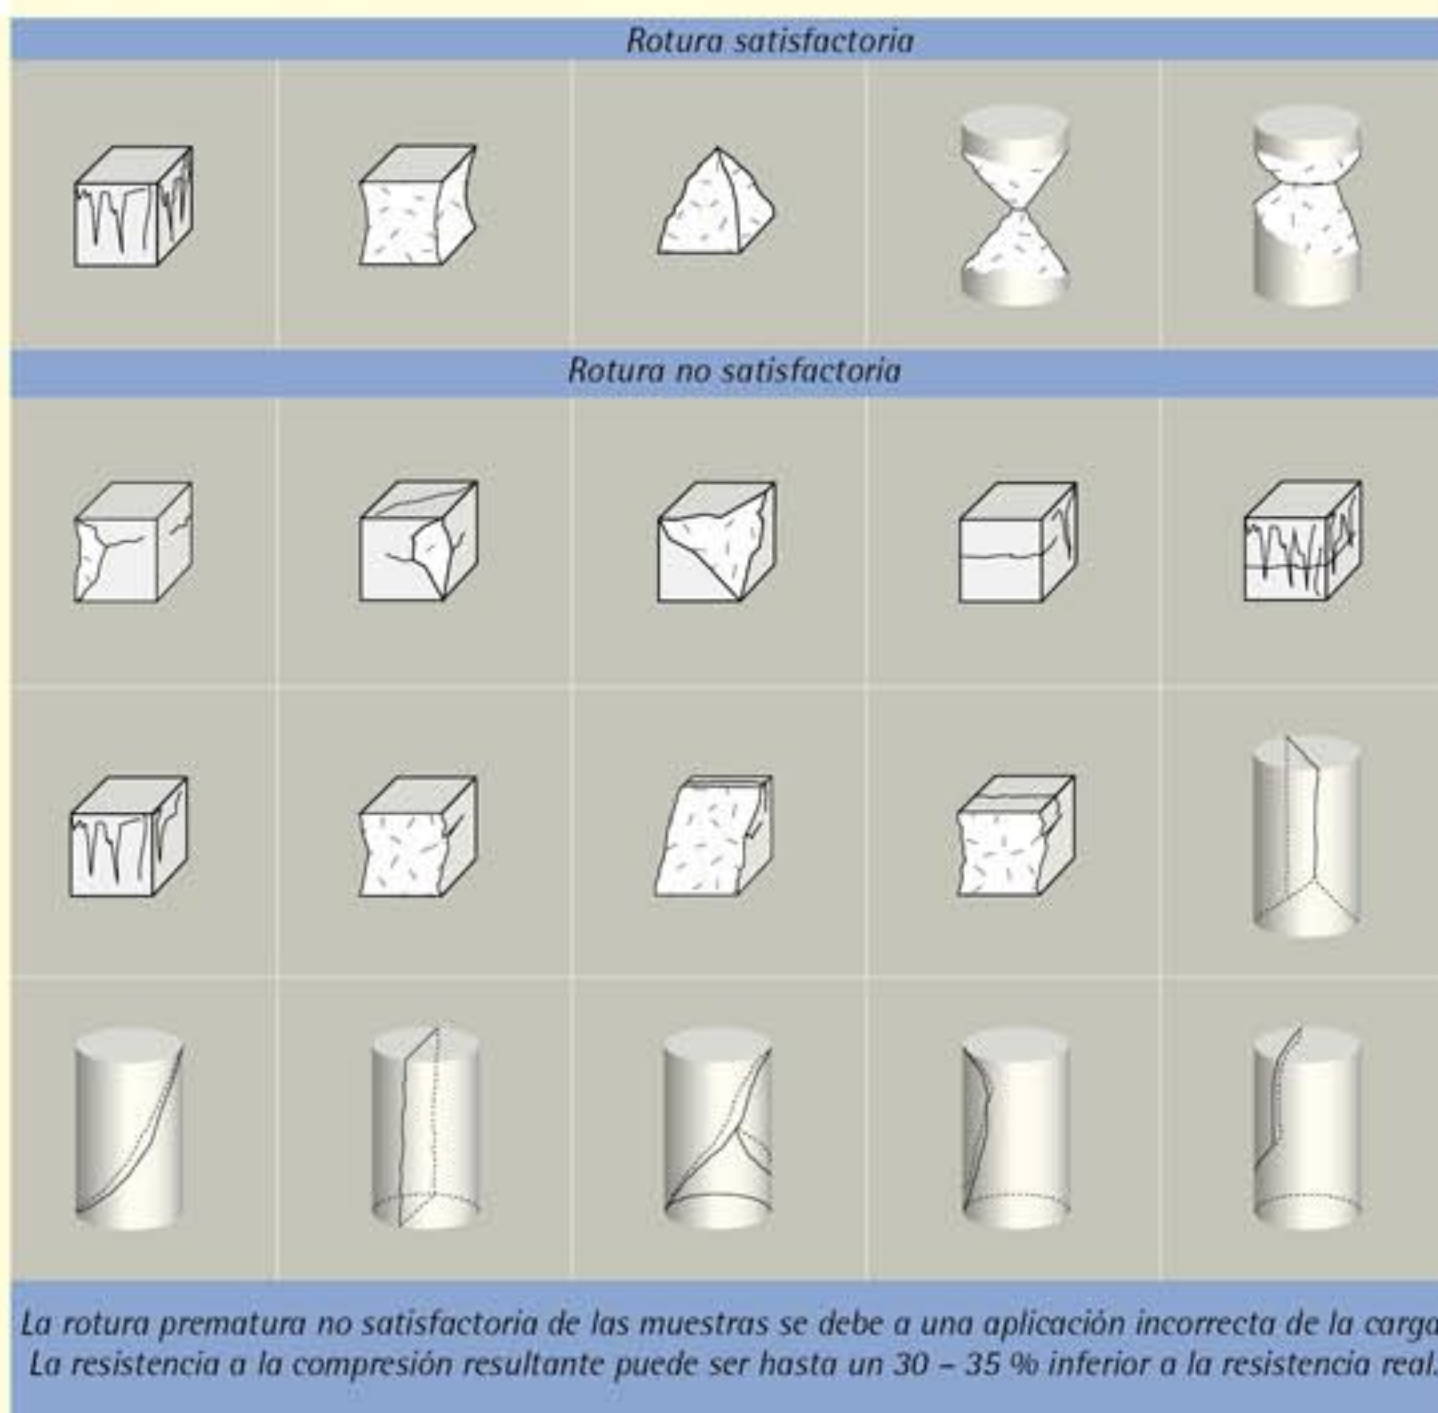 Rotura satisfactoria
Rotura no satisfactoria
La rotura prematura no satisfactoria de las muestras se debe a una aplicación incorrecta de la carga
La resistencia a la compresión resultante puede ser hasta un 30 – 35 % inferior a la resistencia real.